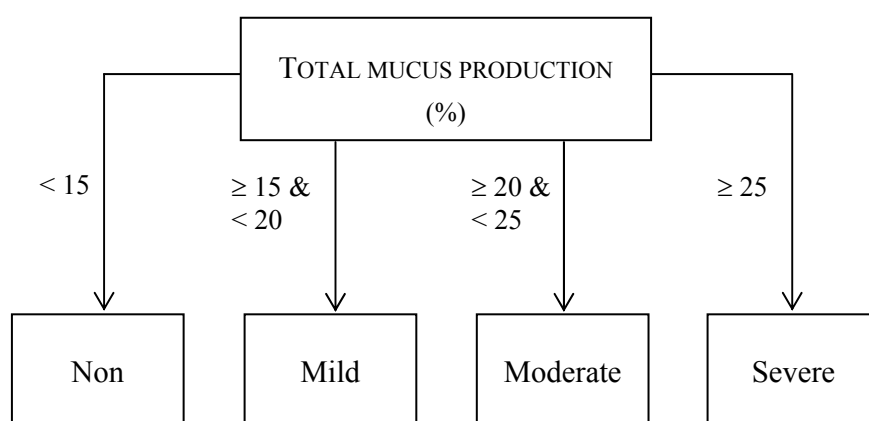 TOTAL MUCUS PRODUCTION
(%)
< 15
≥ 15 &
< 20
≥ 20 &
< 25
≥ 25
Non
Mild
Moderate
Severe